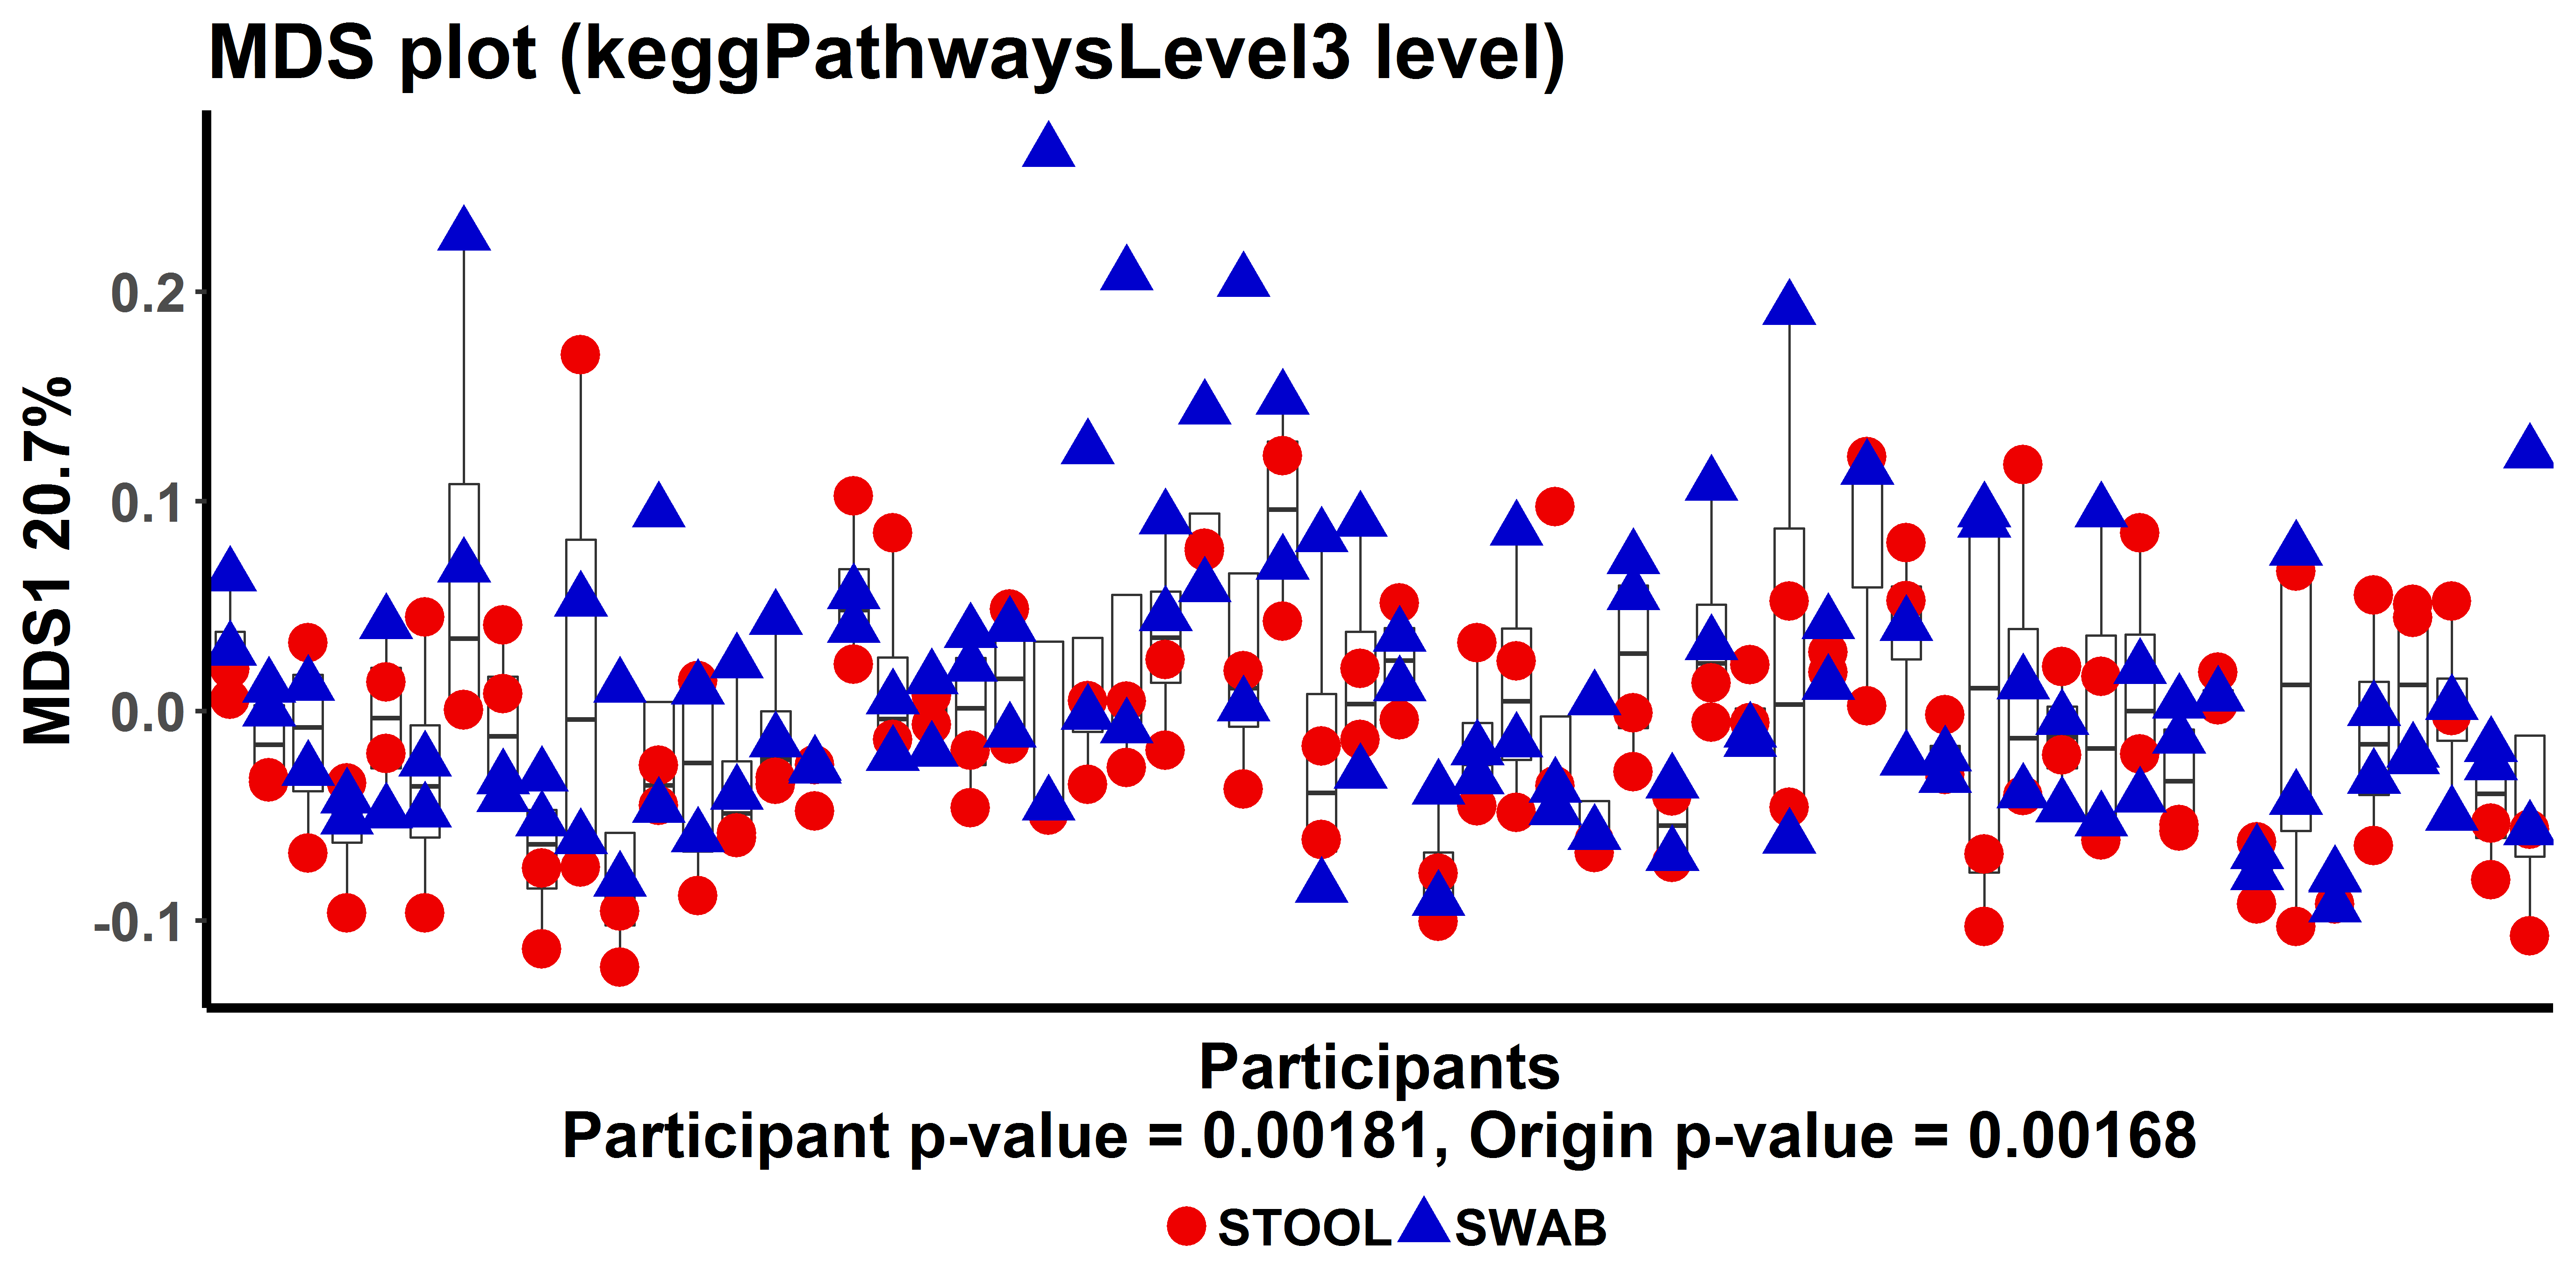 MDS plot (keggPathwaysLevel3 level)
MDS1 20.7%
0.2
0.1
0.0
-0.1
Participants
Participant p-value = 0.00181, Origin p-value = 0.00168
STOOL SWAB